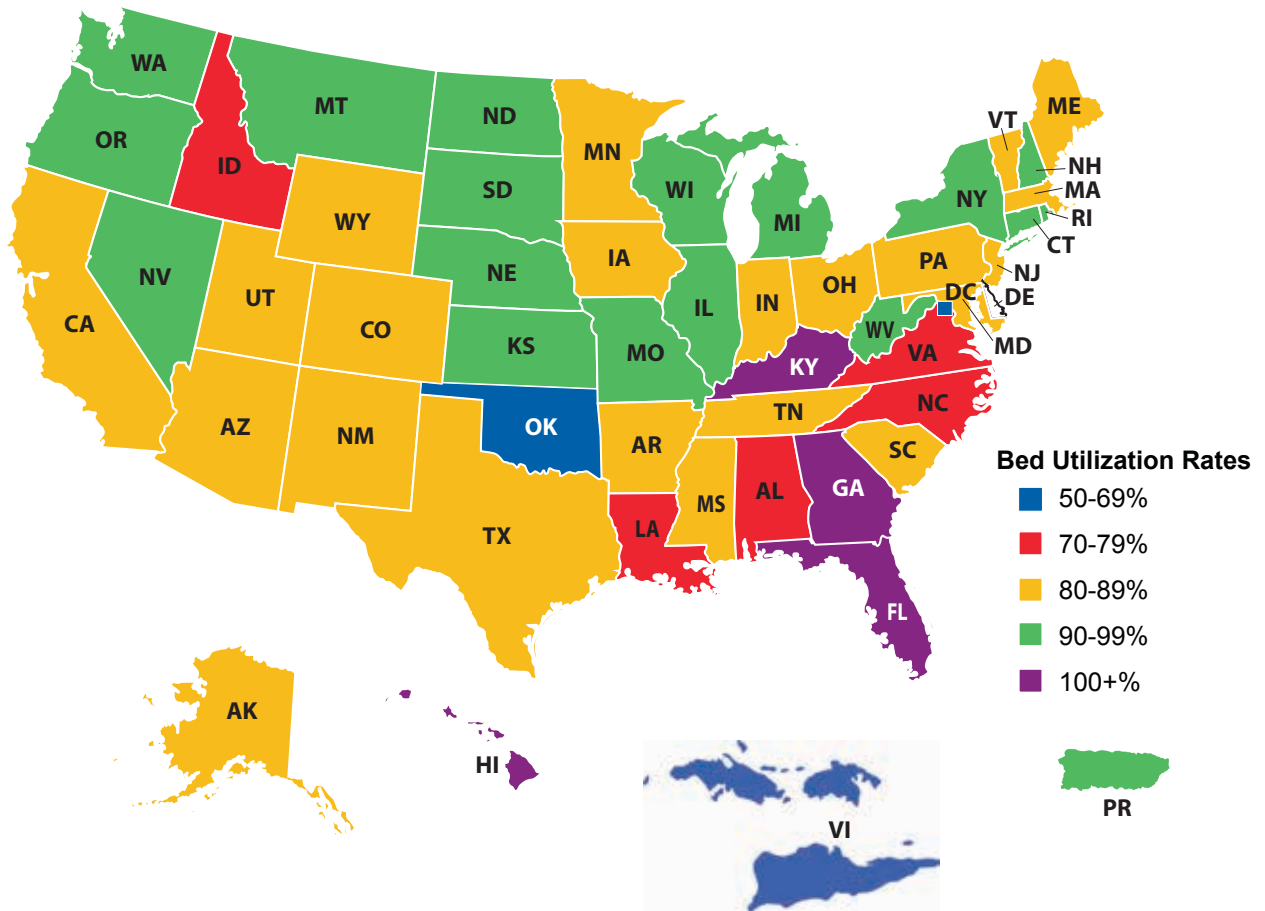 WA
MT
ND
MN
ME
VT
OR
ID
SD
WI
MI
NY
NH
MA
RI
CT
WY
NE
IA
PA
NJ
NV
UT
CO
KS
MO
IL
IN
OH
DC
DE
WV
VA
MD
CA
KY
NC
AZ
NM
OK
AR
TN
SC
TX
LA
MS
AL
GA
FL
Bed Utilization Rates
50-69%
70-79%
80-89%
90-99%
100+%
AK
HI
VI
PR